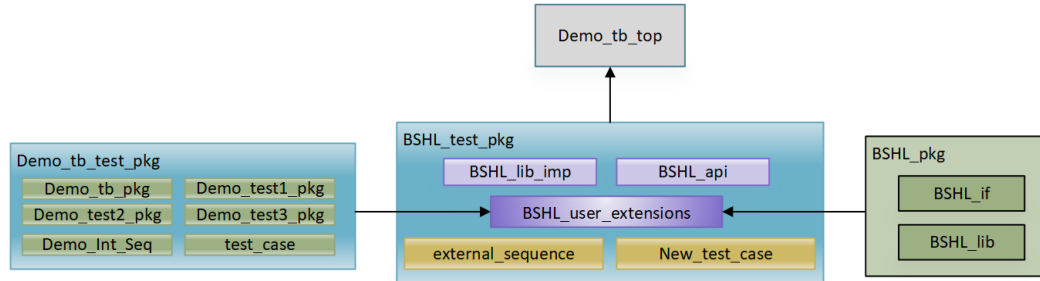 Demo_tb_top
Demo_tb_test_pkg
Demo_tb_pkg
Demo_test1_pkg
Demo_test2_pkg
Demo_test3_pkg
Demo_Int_Seq
test_case
BSHL_test_pkg
BSHL_lib_imp
BSHL_api
BSHL_user_extensions
external_sequence
New_test_case
BSHL_pkg
BSHL_if
BSHL_lib